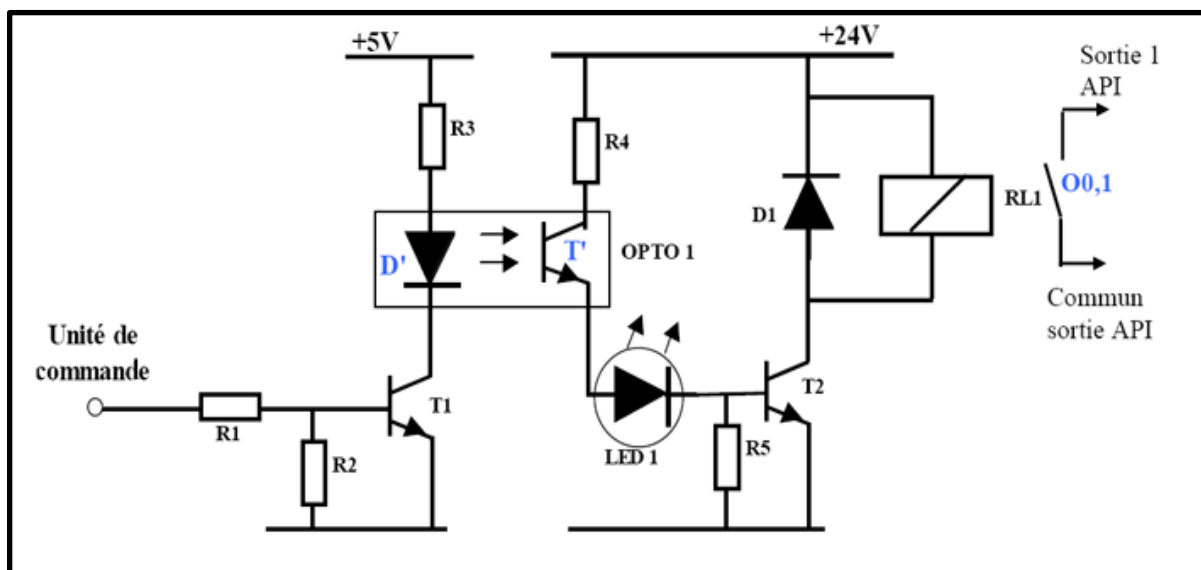 +5V
+24V
Sortie 1
API
R3
R4
D'
T'
OPTO 1
D1
RL1
O0,1
Commun
sortie API
Unité de
commande
R1
T1
R2
LED 1
R5
T2